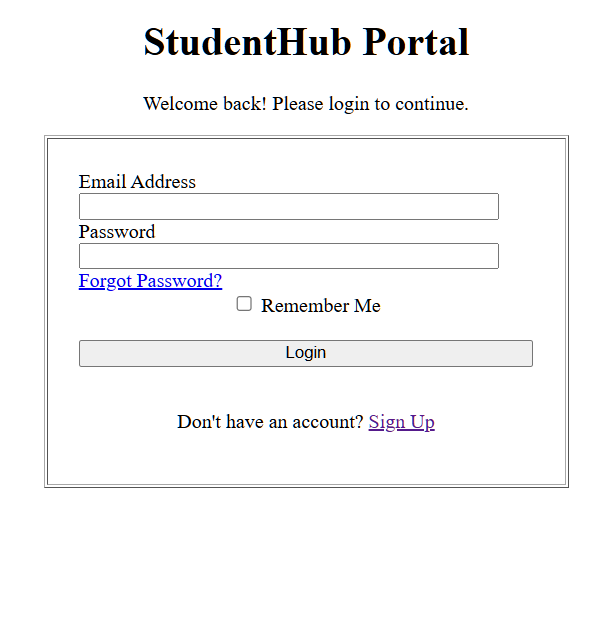 StudentHub Portal
Welcome back! Please login to continue.
Email Address
Password
Forgot Password?
Remember Me
Login
Don't have an account? Sign Up